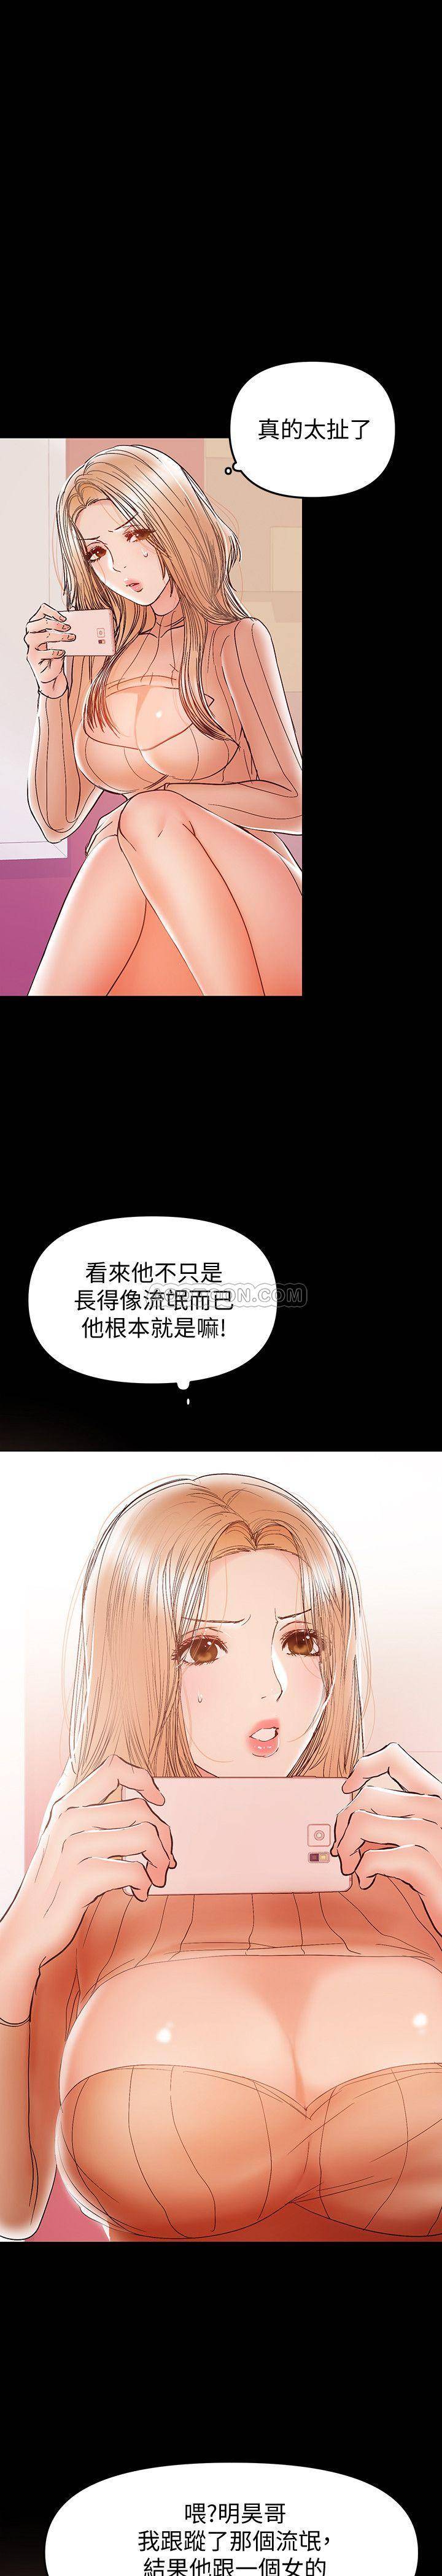 真的太扯了
看來他不只是
長得像流氓而已
他根本就是嘛!
喂?明昊哥
我跟蹤了那個流氓,
結果他跟一個女的